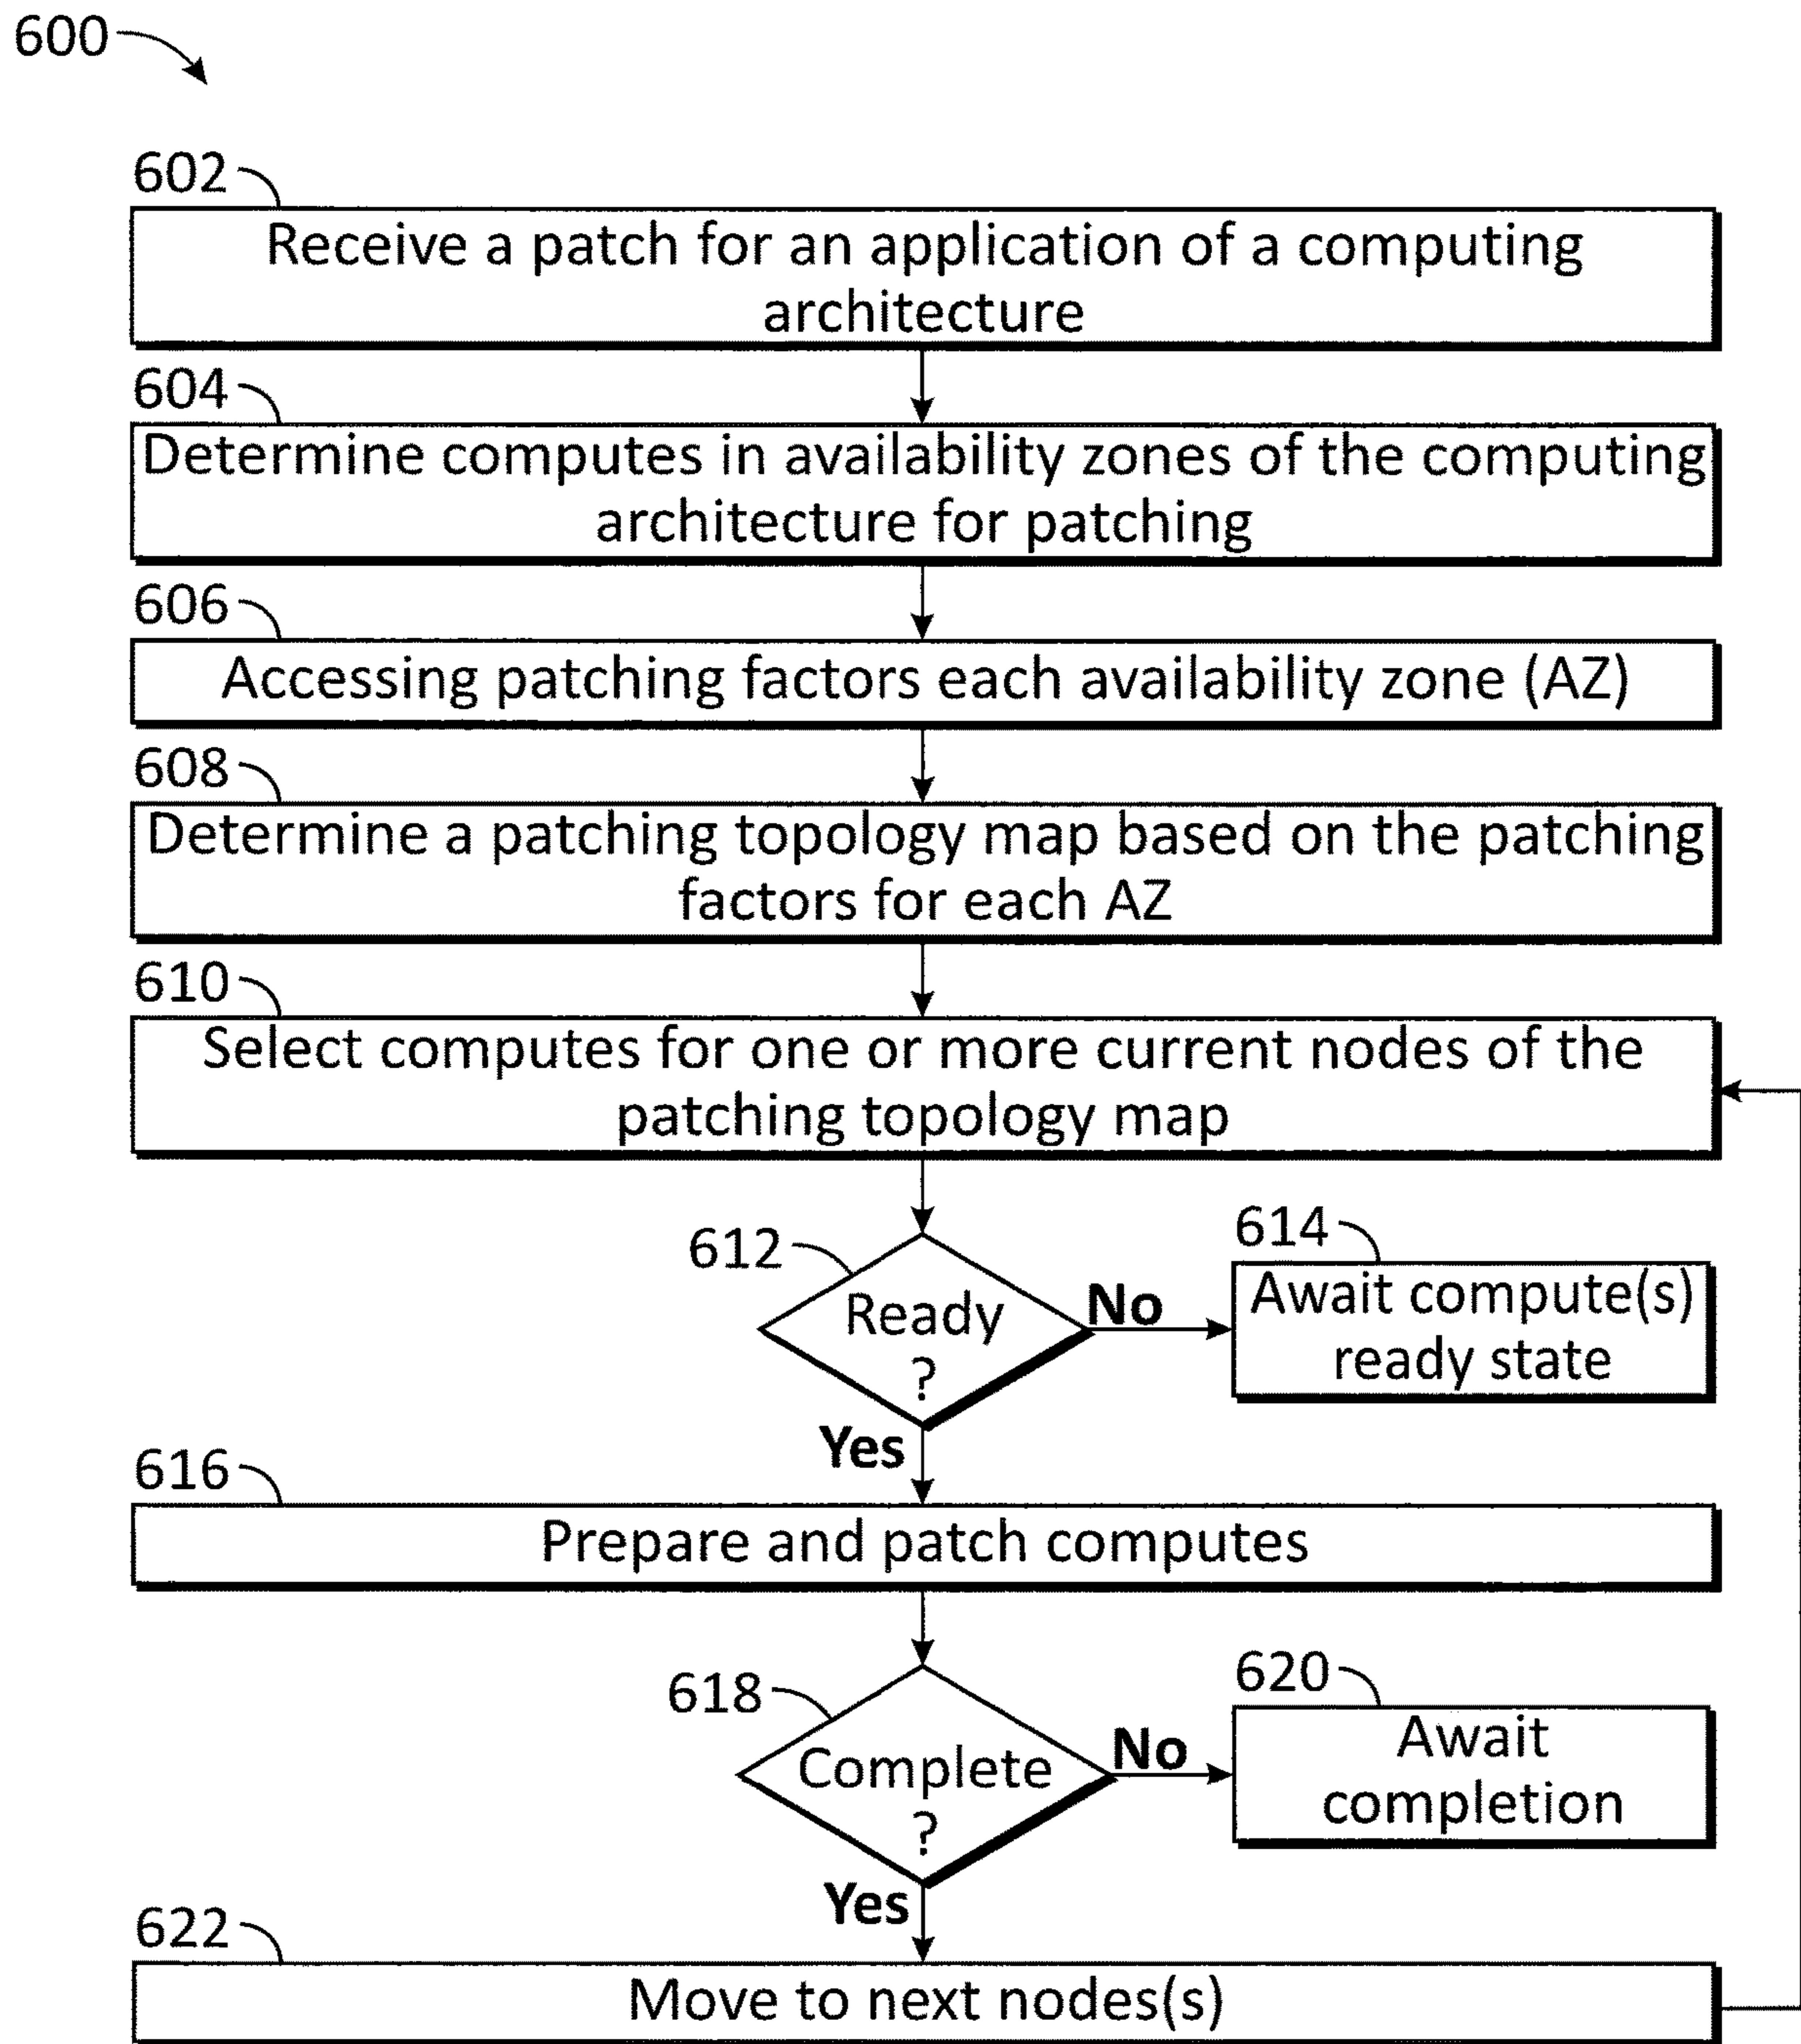 600
602
Receive a patch for an application of a computing
architecture
604
Determine computes in availability zones of the computing
architecture for patching
606
Accessing patching factors each availability zone (AZ)
608
Determine a patching topology map based on the patching
factors for each AZ
610
Select computes for one or more current nodes of the
patching topology map
612
Ready
?
No
614
Await compute(s)
ready state
Yes
616
Prepare and patch computes
618
Complete
?
No
620
Await
completion
Yes
622
Move to next nodes(s)